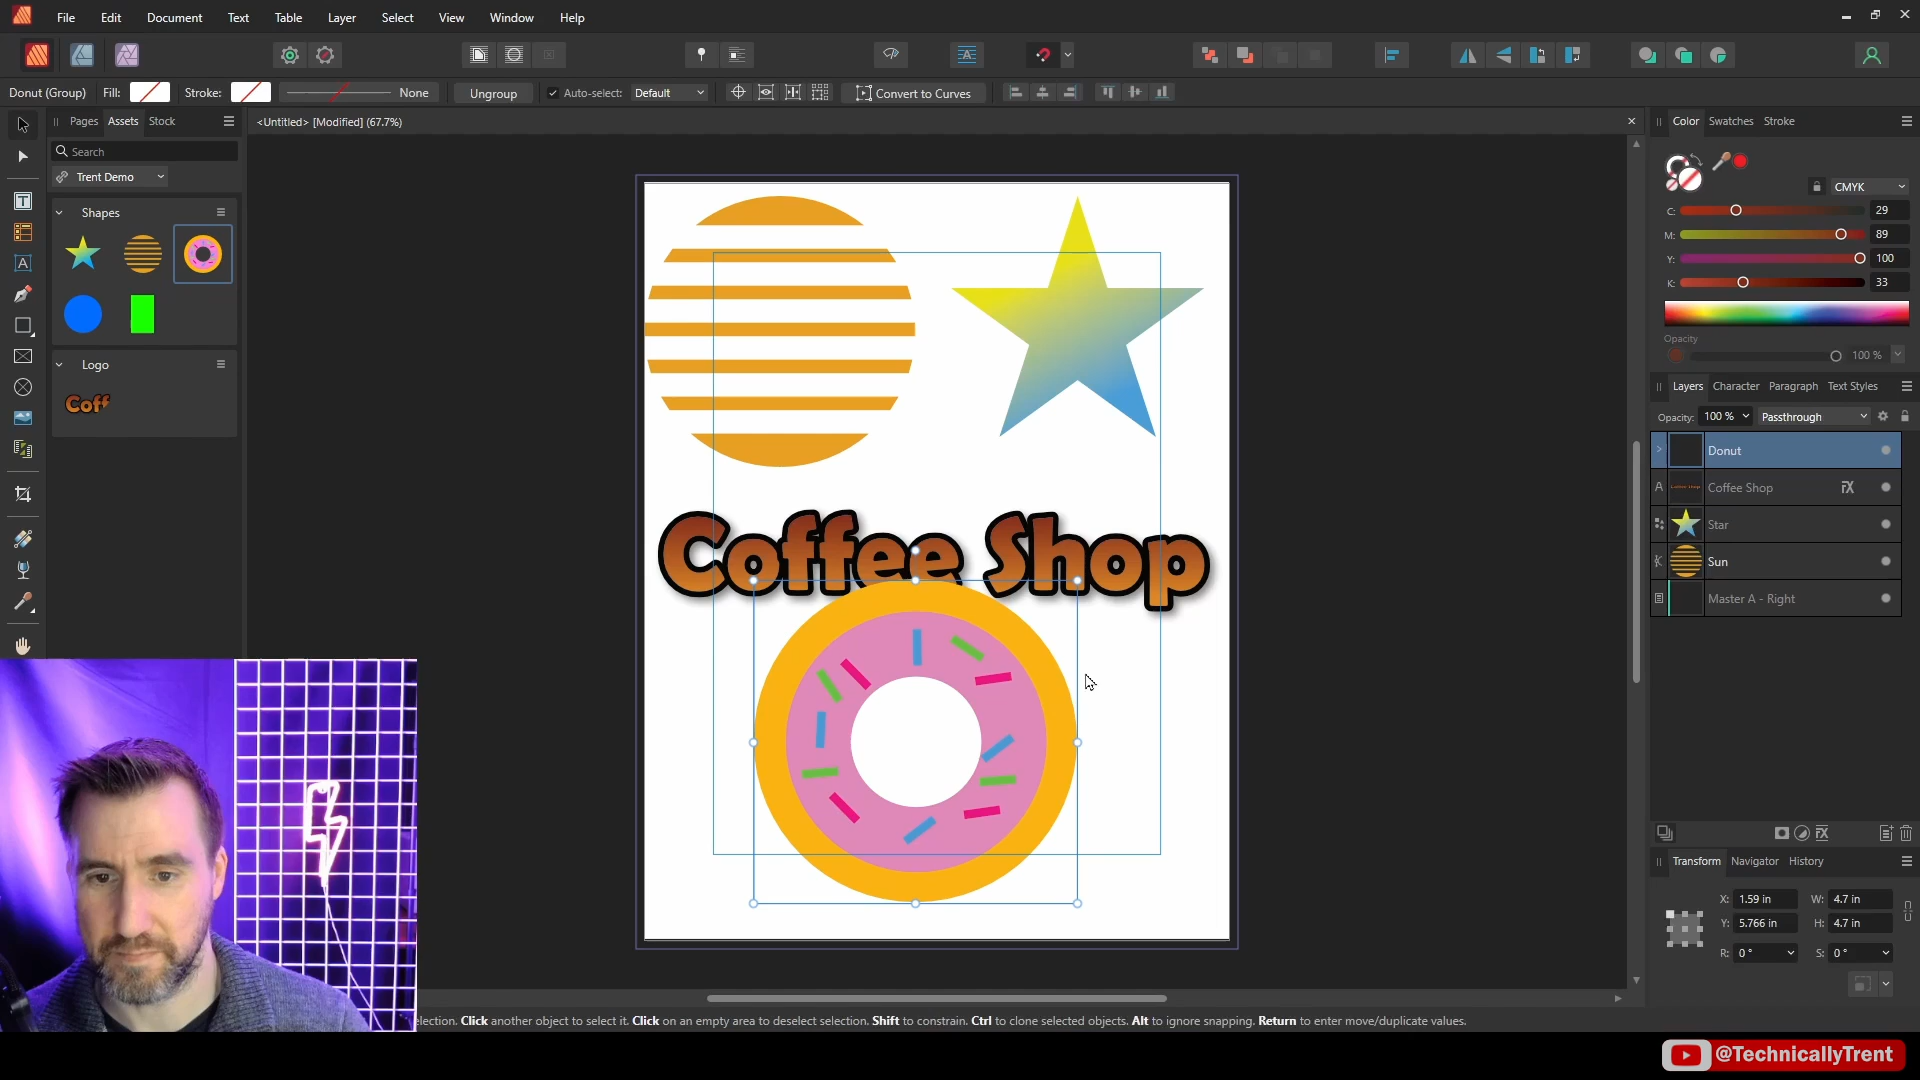 File Edit Document Text Table Layer Select View Window Help
Donut (Group) Fill: Stroke: None Ungroup Auto-select: Default Convert to Curves
Pages Assets Stock
<Untitled> [Modified] (67.7%)
Color Swatches Stroke
Search
Trent Demo
CMYK
Shapes
C: 29
M: 89
Y: 100
K: 33
Opacity
100 %
Logo
Coff
Layers Character Paragraph Text Styles
Opacity: 100 % Passthrough
Donut
Coffee Shop
Star
Sun
Master A - Right
Coffee Shop
Transform Navigator History
X: 1.59 in W: 4.7 in
Y: 5.766 in H: 4.7 in
R: 0 ° S: 0 °
election. Click another object to select it. Click on an empty area to deselect selection. Shift to constrain. Ctrl to clone selected objects. Alt to ignore snapping. Return to enter move/duplicate values.
@TechnicallyTrent